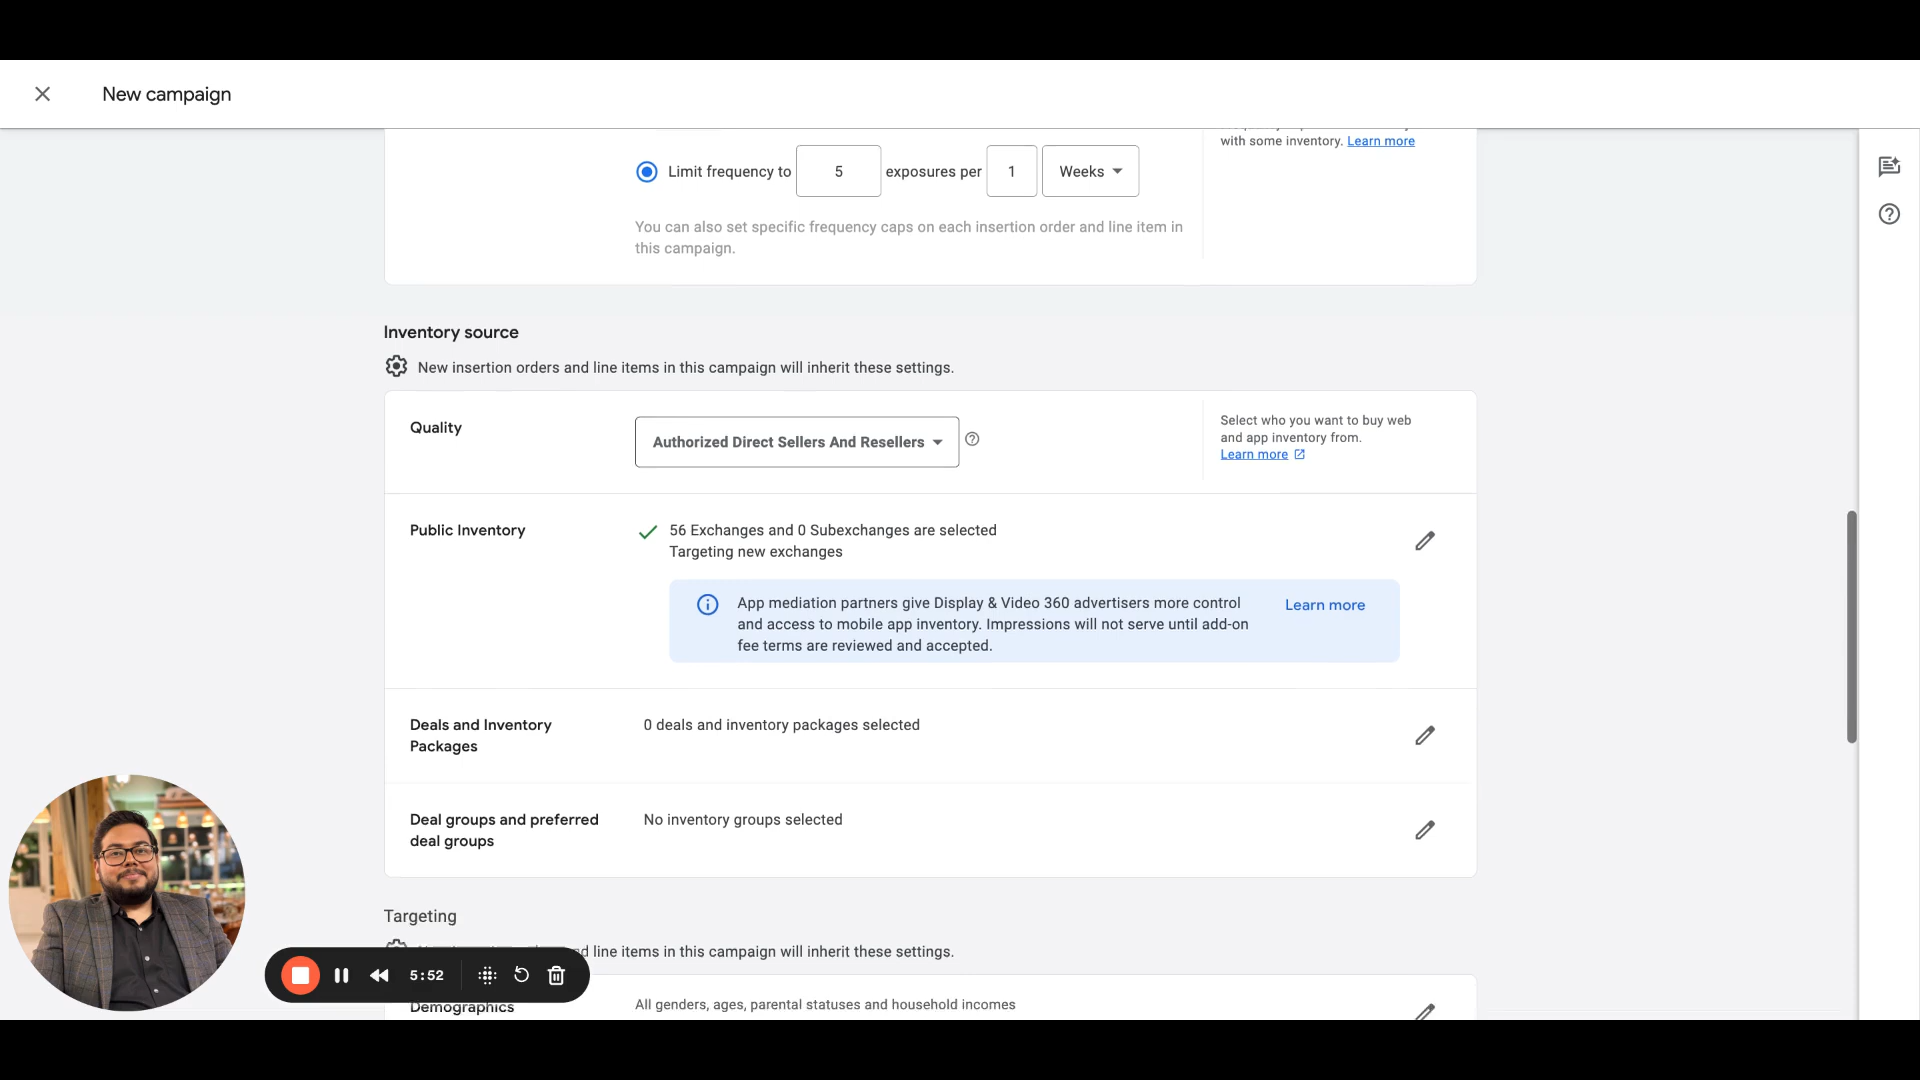 New campaign
with some inventory. Learn more
Limit frequency to 5 exposures per 1 Weeks
You can also set specific frequency caps on each insertion order and line item in
this campaign.
Inventory source
New insertion orders and line items in this campaign will inherit these settings.
Quality
Authorized Direct Sellers And Resellers
Select who you want to buy web
and app inventory from.
Learn more
Public Inventory
56 Exchanges and 0 Subexchanges are selected
Targeting new exchanges
App mediation partners give Display & Video 360 advertisers more control
and access to mobile app inventory. Impressions will not serve until add-on
fee terms are reviewed and accepted.
Learn more
Deals and Inventory
Packages
0 deals and inventory packages selected
Deal groups and preferred
deal groups
No inventory groups selected
Targeting
line items in this campaign will inherit these settings.
5:52
Demographics
All genders, ages, parental statuses and household incomes